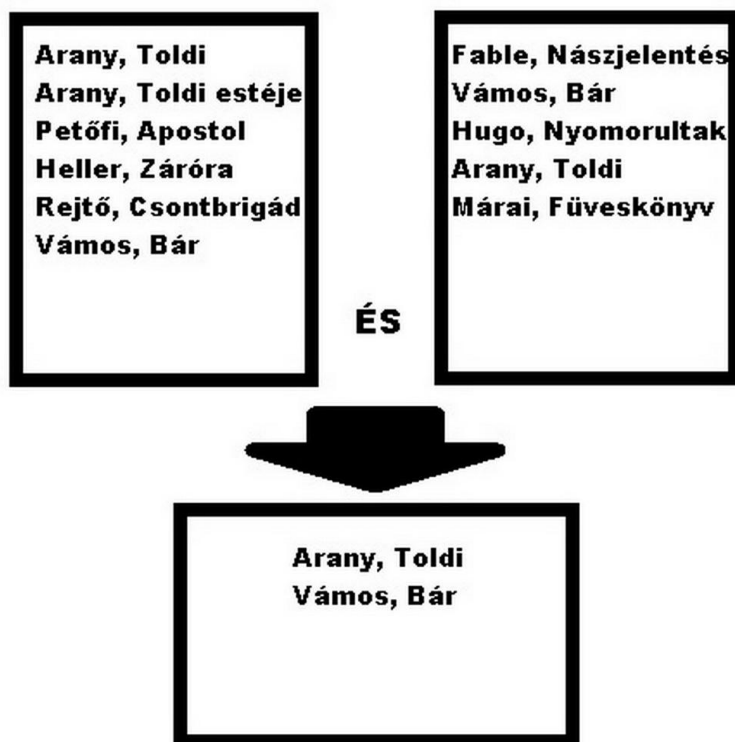 Arany, Toldi
Arany, Toldi estéje
Petőfi, Apostol
Heller, Záróra
Rejtő, Csontbrigád
Vámos, Bár
ÉS
Fable, Nászjelentés
Vámos, Bár
Hugo, Nyomorultak
Arany, Toldi
Márai, Füveskönyv
Arany, Toldi
Vámos, Bár